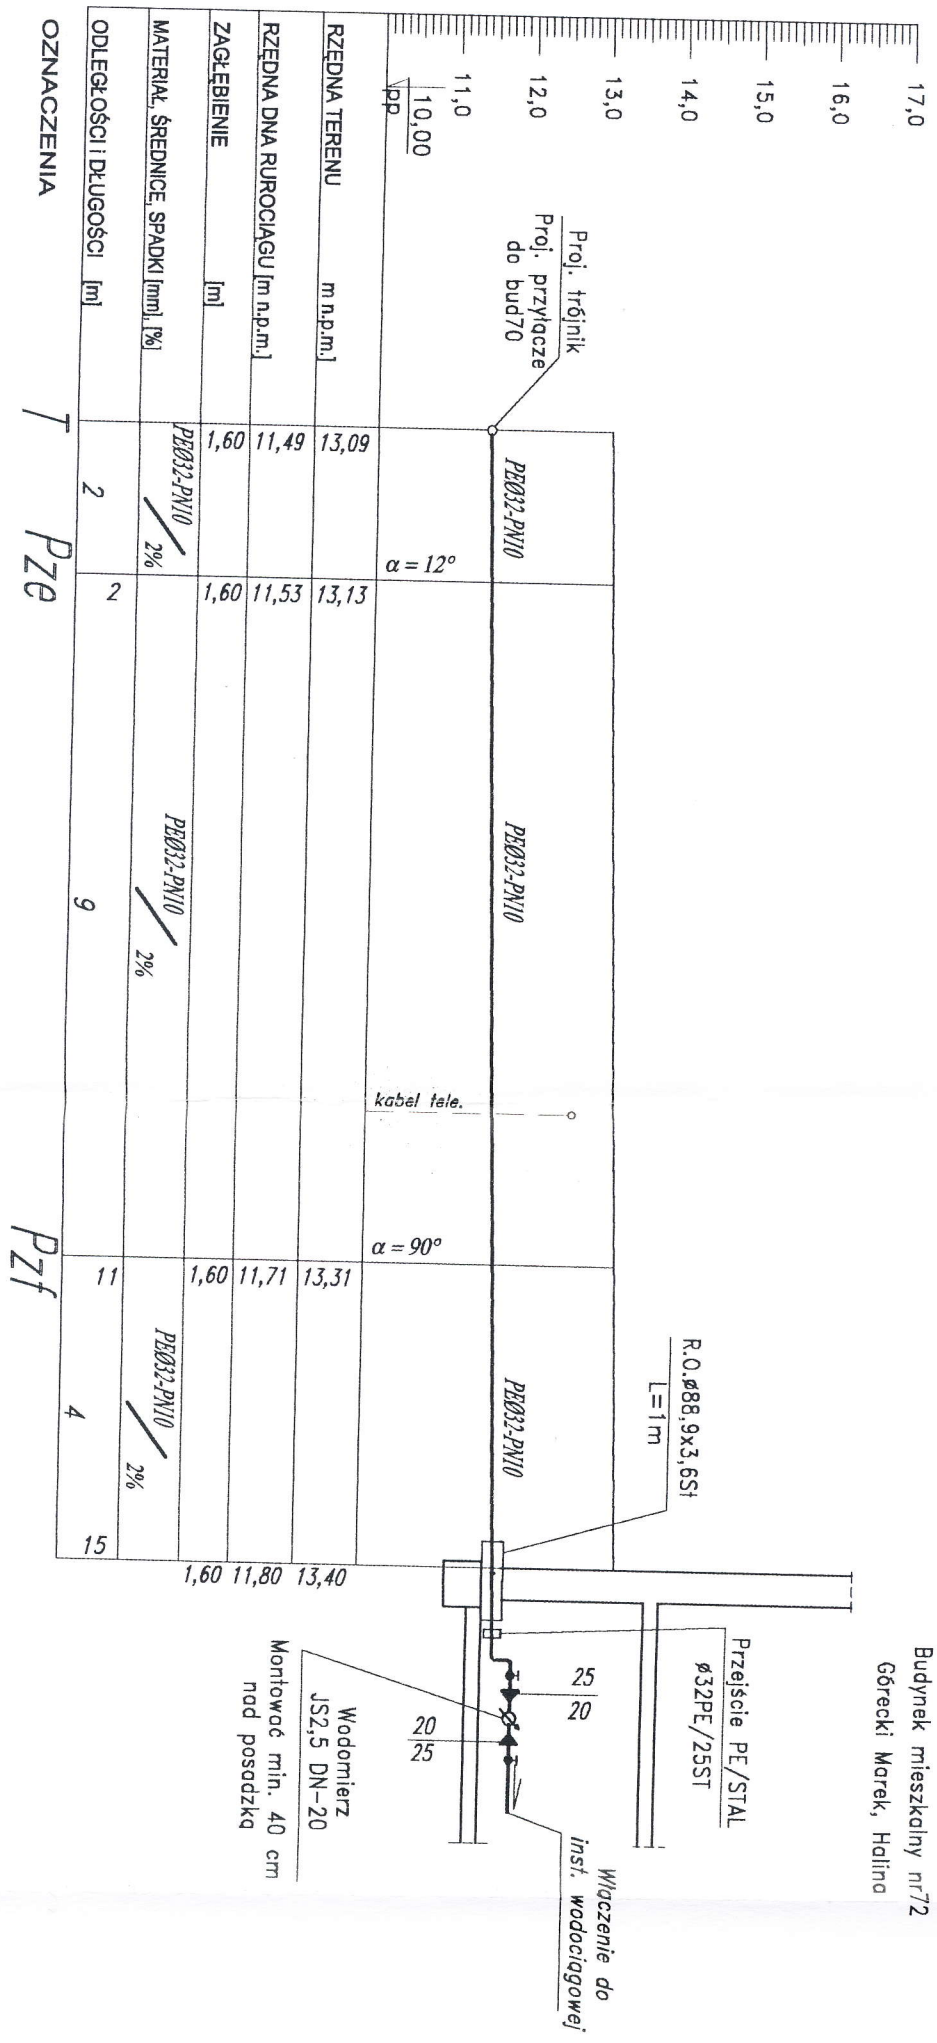 Budynek mieszkalny nr72
Górecki Marek, Halina
17,0
16,0
15,0
14,0
13,0
12,0
11,0
10,00
pp
Proj. trójnik
Proj. przyłącze
do bud70
R.O.ø88,9x3,6St
L=1m
Przejście PE/STAL
ø32PE/25ST
PEØ32-PN10
PEØ32-PN10
PEØ32-PN10
25
20
20
25
Włączenie do
inst. wodociągowej
Wodomierz
JS2,5 DN-20
Montować min. 40 cm
nad posadzką
α = 12°
kabel tele.
α = 90°
RZĘDNA TERENU m n.p.m.] 13,09 13,13 13,31 13,40
RZĘDNA DNA RUROCIĄGU [m n.p.m.] 11,49 11,53 11,71 11,80
ZAGŁĘBIENIE [m] 1,60 1,60 1,60 1,60
MATERIAŁ, ŚREDNICE, SPADKI [mm], [%] PEØ32-PN10 2% PEØ32-PN10 2% PEØ32-PN10 2%
ODLEGŁOŚCI i DŁUGOŚCI [m] 2 2 9 11 4 15
OZNACZENIA T Pze Pzf